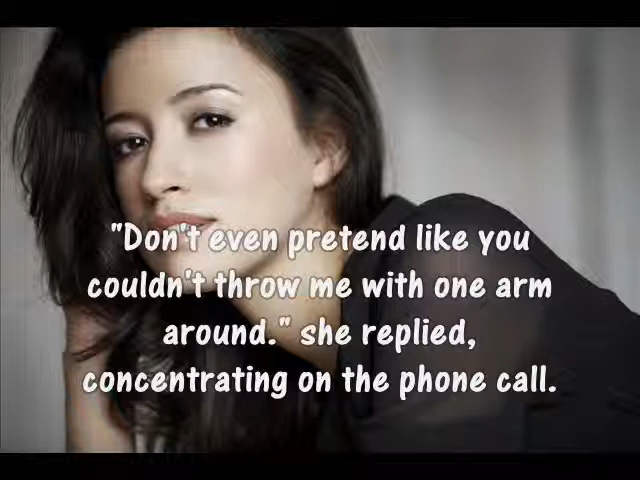 "Don't even pretend like you
couldn't throw me with one arm
around." she replied,
concentrating on the phone call.